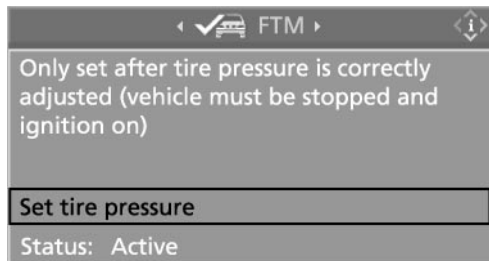 FTM
i
Only set after tire pressure is correctly
adjusted (vehicle must be stopped and
ignition on)
Set tire pressure
Status: Active